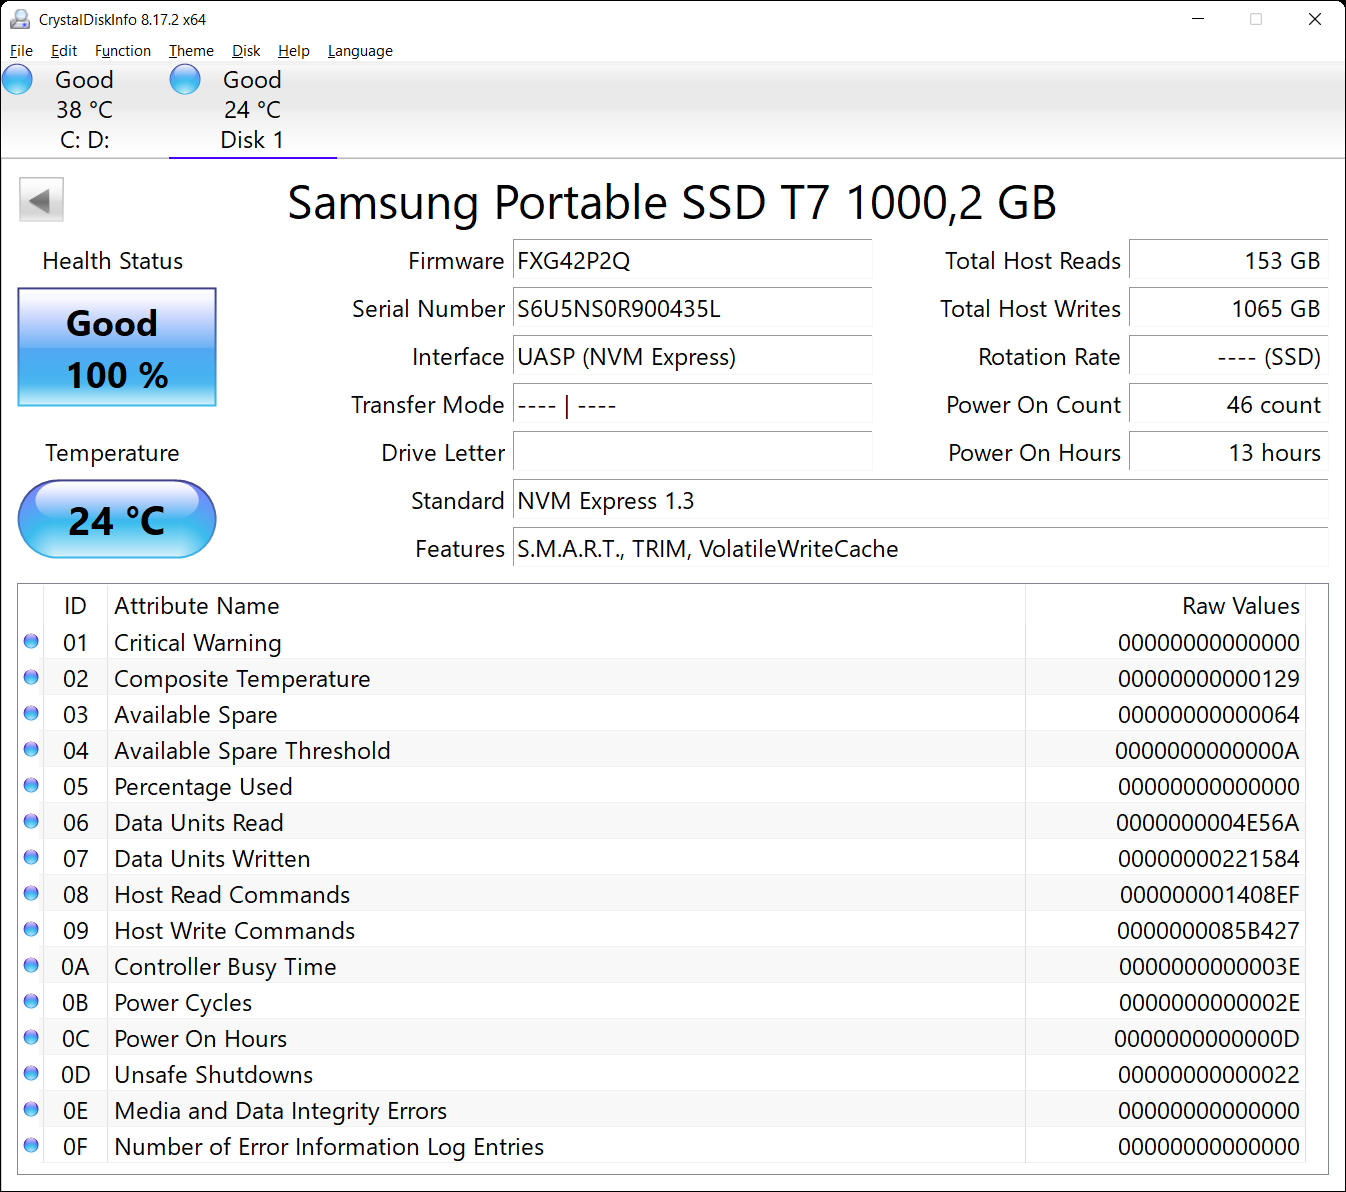 CrystalDiskInfo 8.17.2 x64
File Edit Function Theme Disk Help Language
Good Good
38 °C 24 °C
C: D: Disk 1
Samsung Portable SSD T7 1000,2 GB
Health Status
Good
100 %
Temperature
24 °C
Firmware FXG42P2Q
Serial Number S6U5NS0R900435L
Interface UASP (NVM Express)
Transfer Mode ---- | ----
Drive Letter
Standard NVM Express 1.3
Features S.M.A.R.T., TRIM, VolatileWriteCache
Total Host Reads 153 GB
Total Host Writes 1065 GB
Rotation Rate ---- (SSD)
Power On Count 46 count
Power On Hours 13 hours
ID Attribute Name Raw Values
01 Critical Warning 00000000000000
02 Composite Temperature 00000000000129
03 Available Spare 00000000000064
04 Available Spare Threshold 0000000000000A
05 Percentage Used 00000000000000
06 Data Units Read 0000000004E56A
07 Data Units Written 00000000221584
08 Host Read Commands 000000001408EF
09 Host Write Commands 0000000085B427
0A Controller Busy Time 0000000000003E
0B Power Cycles 0000000000002E
0C Power On Hours 0000000000000D
0D Unsafe Shutdowns 00000000000022
0E Media and Data Integrity Errors 00000000000000
0F Number of Error Information Log Entries 00000000000000